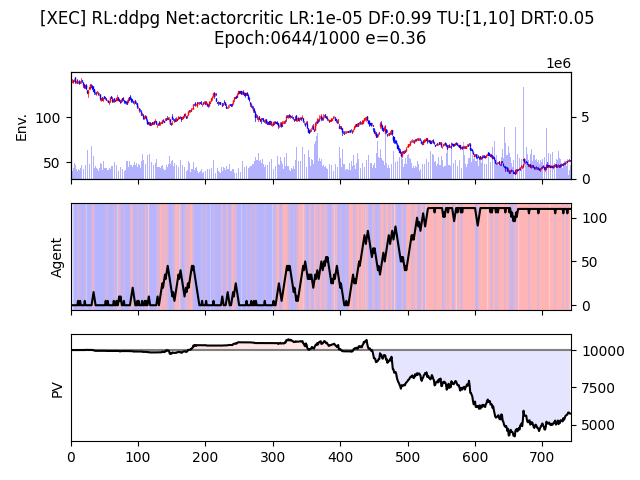 [XEC] RL:ddpg Net:actorcritic LR:1e-05 DF:0.99 TU:[1,10] DRT:0.05
Epoch:0644/1000 e=0.36
1e6
Env.
100
50
5
0
Agent
100
50
0
PV
10000
7500
5000
0 100 200 300 400 500 600 700